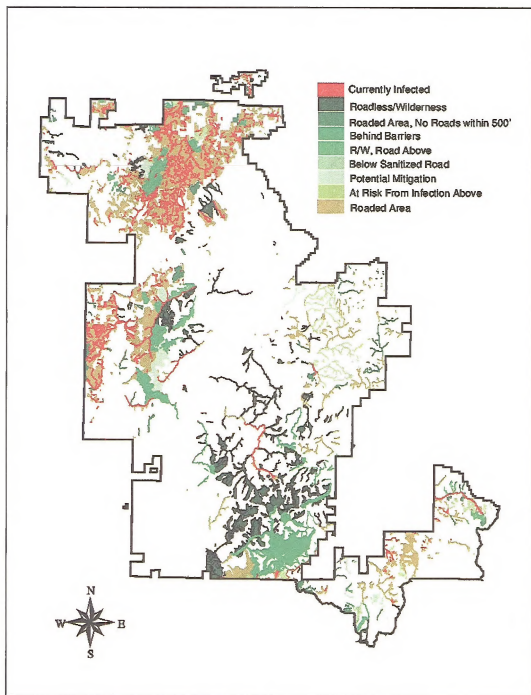 Currently Infected
Roadless/Wilderness
Roaded Area, No Roads within 500'
Behind Barriers
R/W, Road Above
Below Sanitized Road
Potential Mitigation
At Risk From Infection Above
Roaded Area
N
W E
S